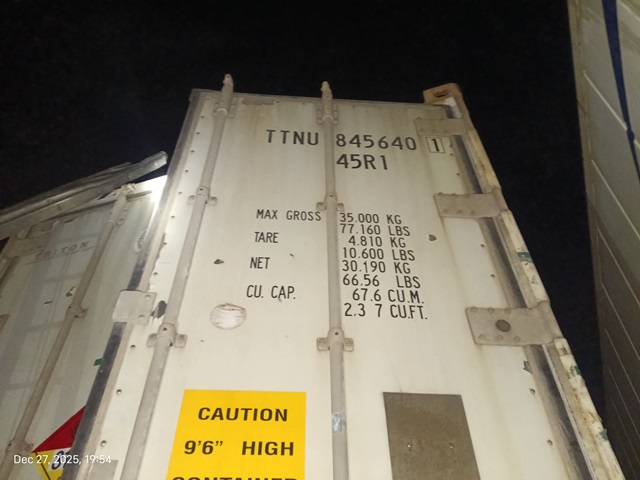 TTNU 845640 1
45R1
MAX GROSS 35.000 KG
77.160 LBS
TARE 4.810 KG
10.600 LBS
NET 30.190 KG
66.56 LBS
CU. CAP. 67.6 CU.M.
2.3 7 CU.FT.
TRITON
CAUTION
9'6" HIGH
CONTAINER
Dec 27, 2025, 19:54